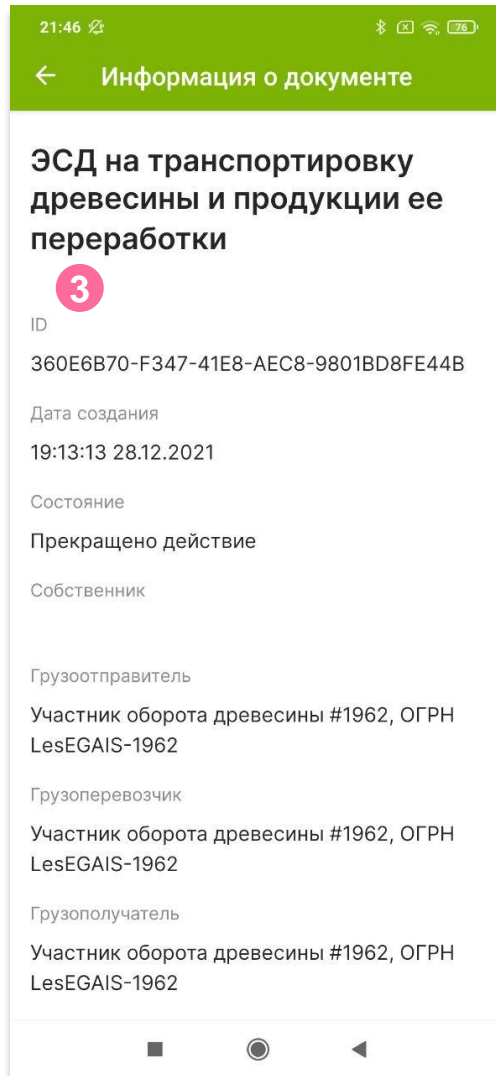 21:46
76
Информация о документе
ЭСД на транспортировку
древесины и продукции ее
переработки
3
ID
360E6B70-F347-41E8-AEC8-9801BD8FE44B
Дата создания
19:13:13 28.12.2021
Состояние
Прекращено действие
Собственник
Грузоотправитель
Участник оборота древесины #1962, ОГРН
LesEGAIS-1962
Грузоперевозчик
Участник оборота древесины #1962, ОГРН
LesEGAIS-1962
Грузополучатель
Участник оборота древесины #1962, ОГРН
LesEGAIS-1962